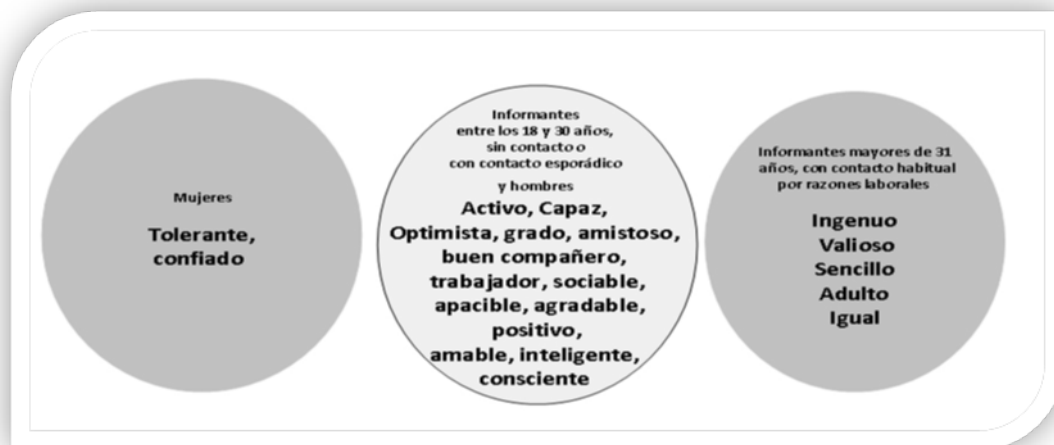 Mujeres
Tolerante,
confiado
Informantes
entre los 18 y 30 años,
sin contacto o
con contacto esporádico
y hombres
Activo, Capaz,
Optimista, grado, amistoso,
buen compañero,
trabajador, sociable,
apacible, agradable,
positivo,
amable, inteligente,
consciente
Informantes mayores de 31
años, con contacto habitual
por razones laborales
Ingenuo
Valioso
Sencillo
Adulto
Igual